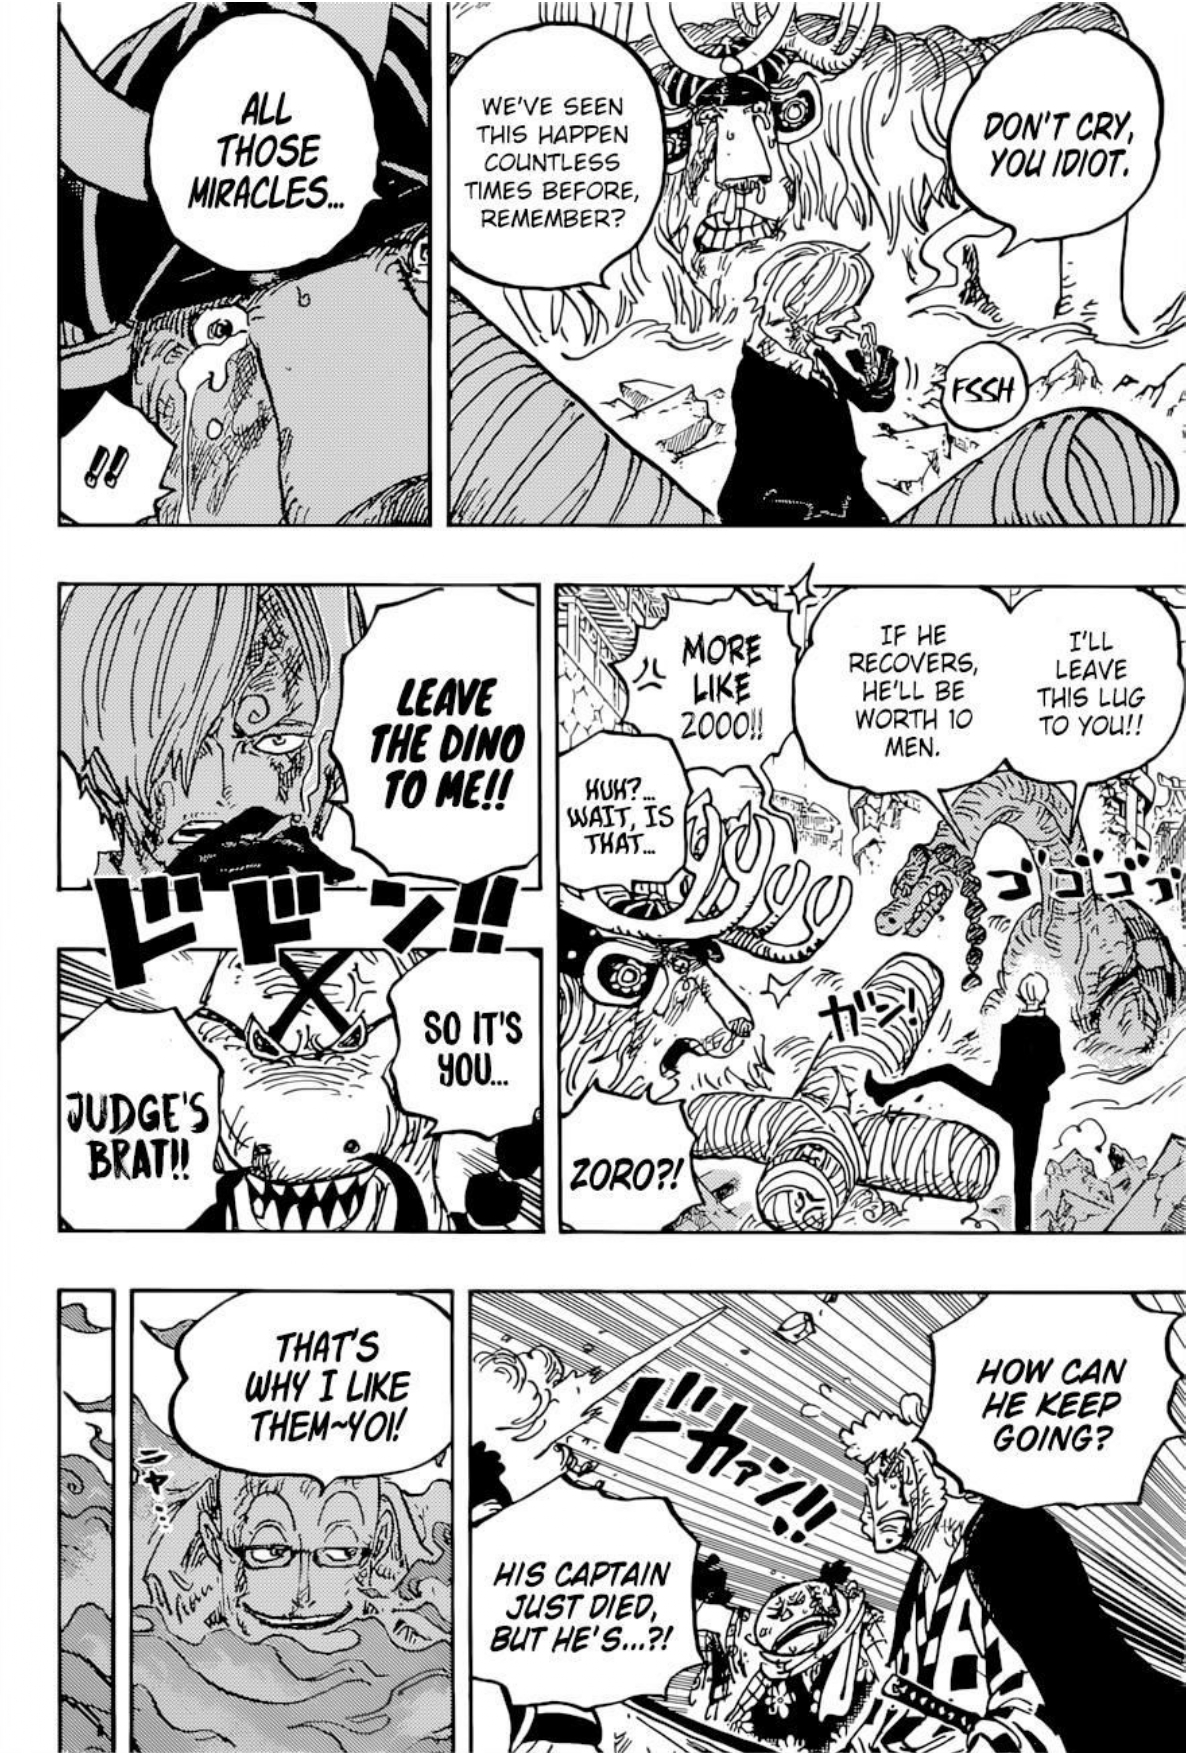 DON'T CRY,
YOU IDIOT.
WE'VE SEEN
THIS HAPPEN
COUNTLESS
TIMES BEFORE,
REMEMBER?
FSSH
ALL
THOSE
MIRACLES...
!!
I'LL
LEAVE
THIS LUG
TO YOU!!
IF HE
RECOVERS,
HE'LL BE
WORTH 10
MEN.
ゴゴゴゴ
MORE
LIKE
2000!!
HUH?...
WAIT, IS
THAT...
ガン!
ZORO?!
LEAVE
THE DINO
TO ME!!
ドドン!!
SO IT'S
YOU...
JUDGE'S
BRAT!!
HOW CAN
HE KEEP
GOING?
ドカァン!!
HIS CAPTAIN
JUST DIED,
BUT HE'S...?!
THAT'S
WHY I LIKE
THEM~YOI!
ニヤ...